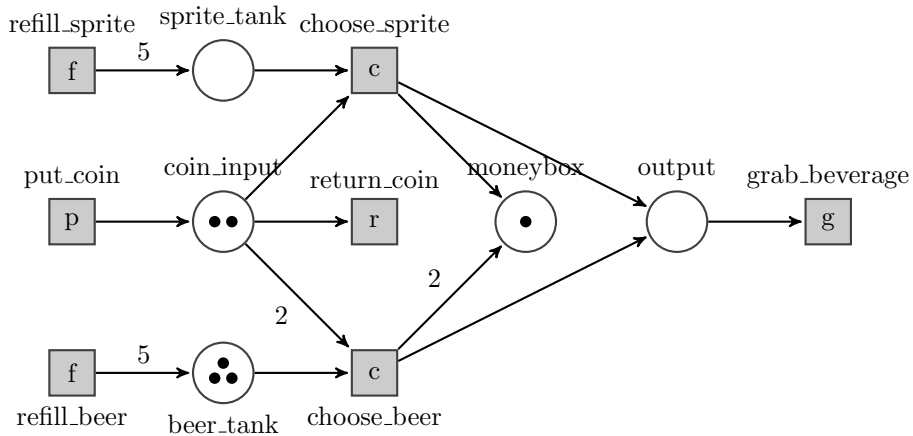 refill_sprite
sprite_tank
choose_sprite
f
5
c
put_coin
coin_input
return_coin
moneybox
output
grab_beverage
p
r
g
2
2
f
5
c
refill_beer
beer_tank
choose_beer